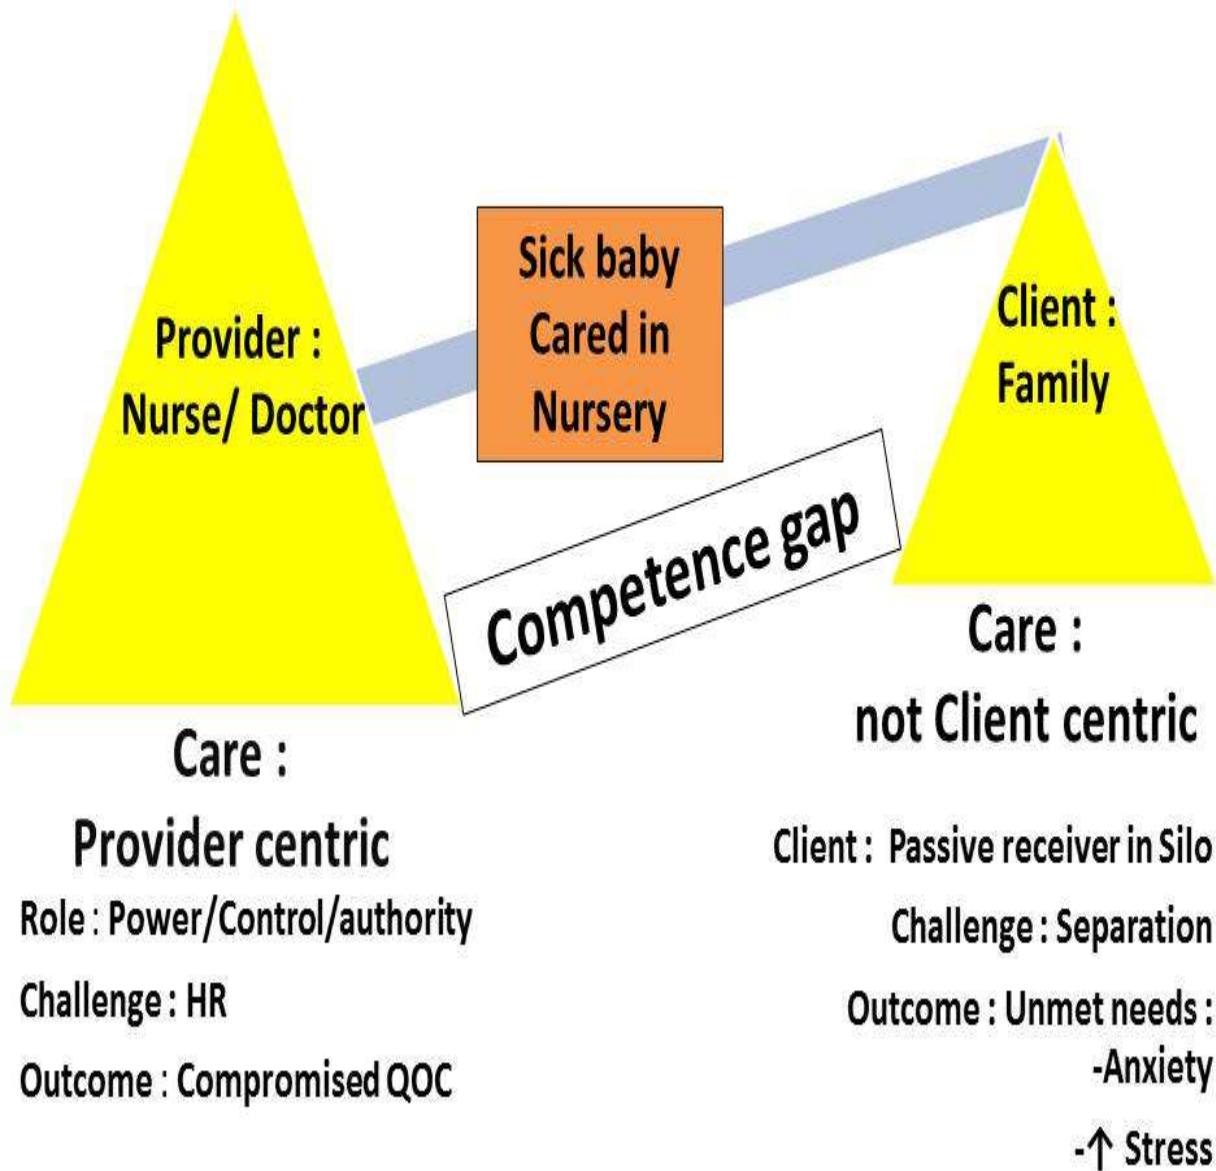 Provider :
Nurse/ Doctor
Sick baby
Cared in
Nursery
Client :
Family
Competence gap
Care :
Provider centric
Role : Power/Control/authority
Challenge : HR
Outcome : Compromised QOC
Care :
not Client centric
Client : Passive receiver in Silo
Challenge : Separation
Outcome : Unmet needs :
-Anxiety
-↑ Stress